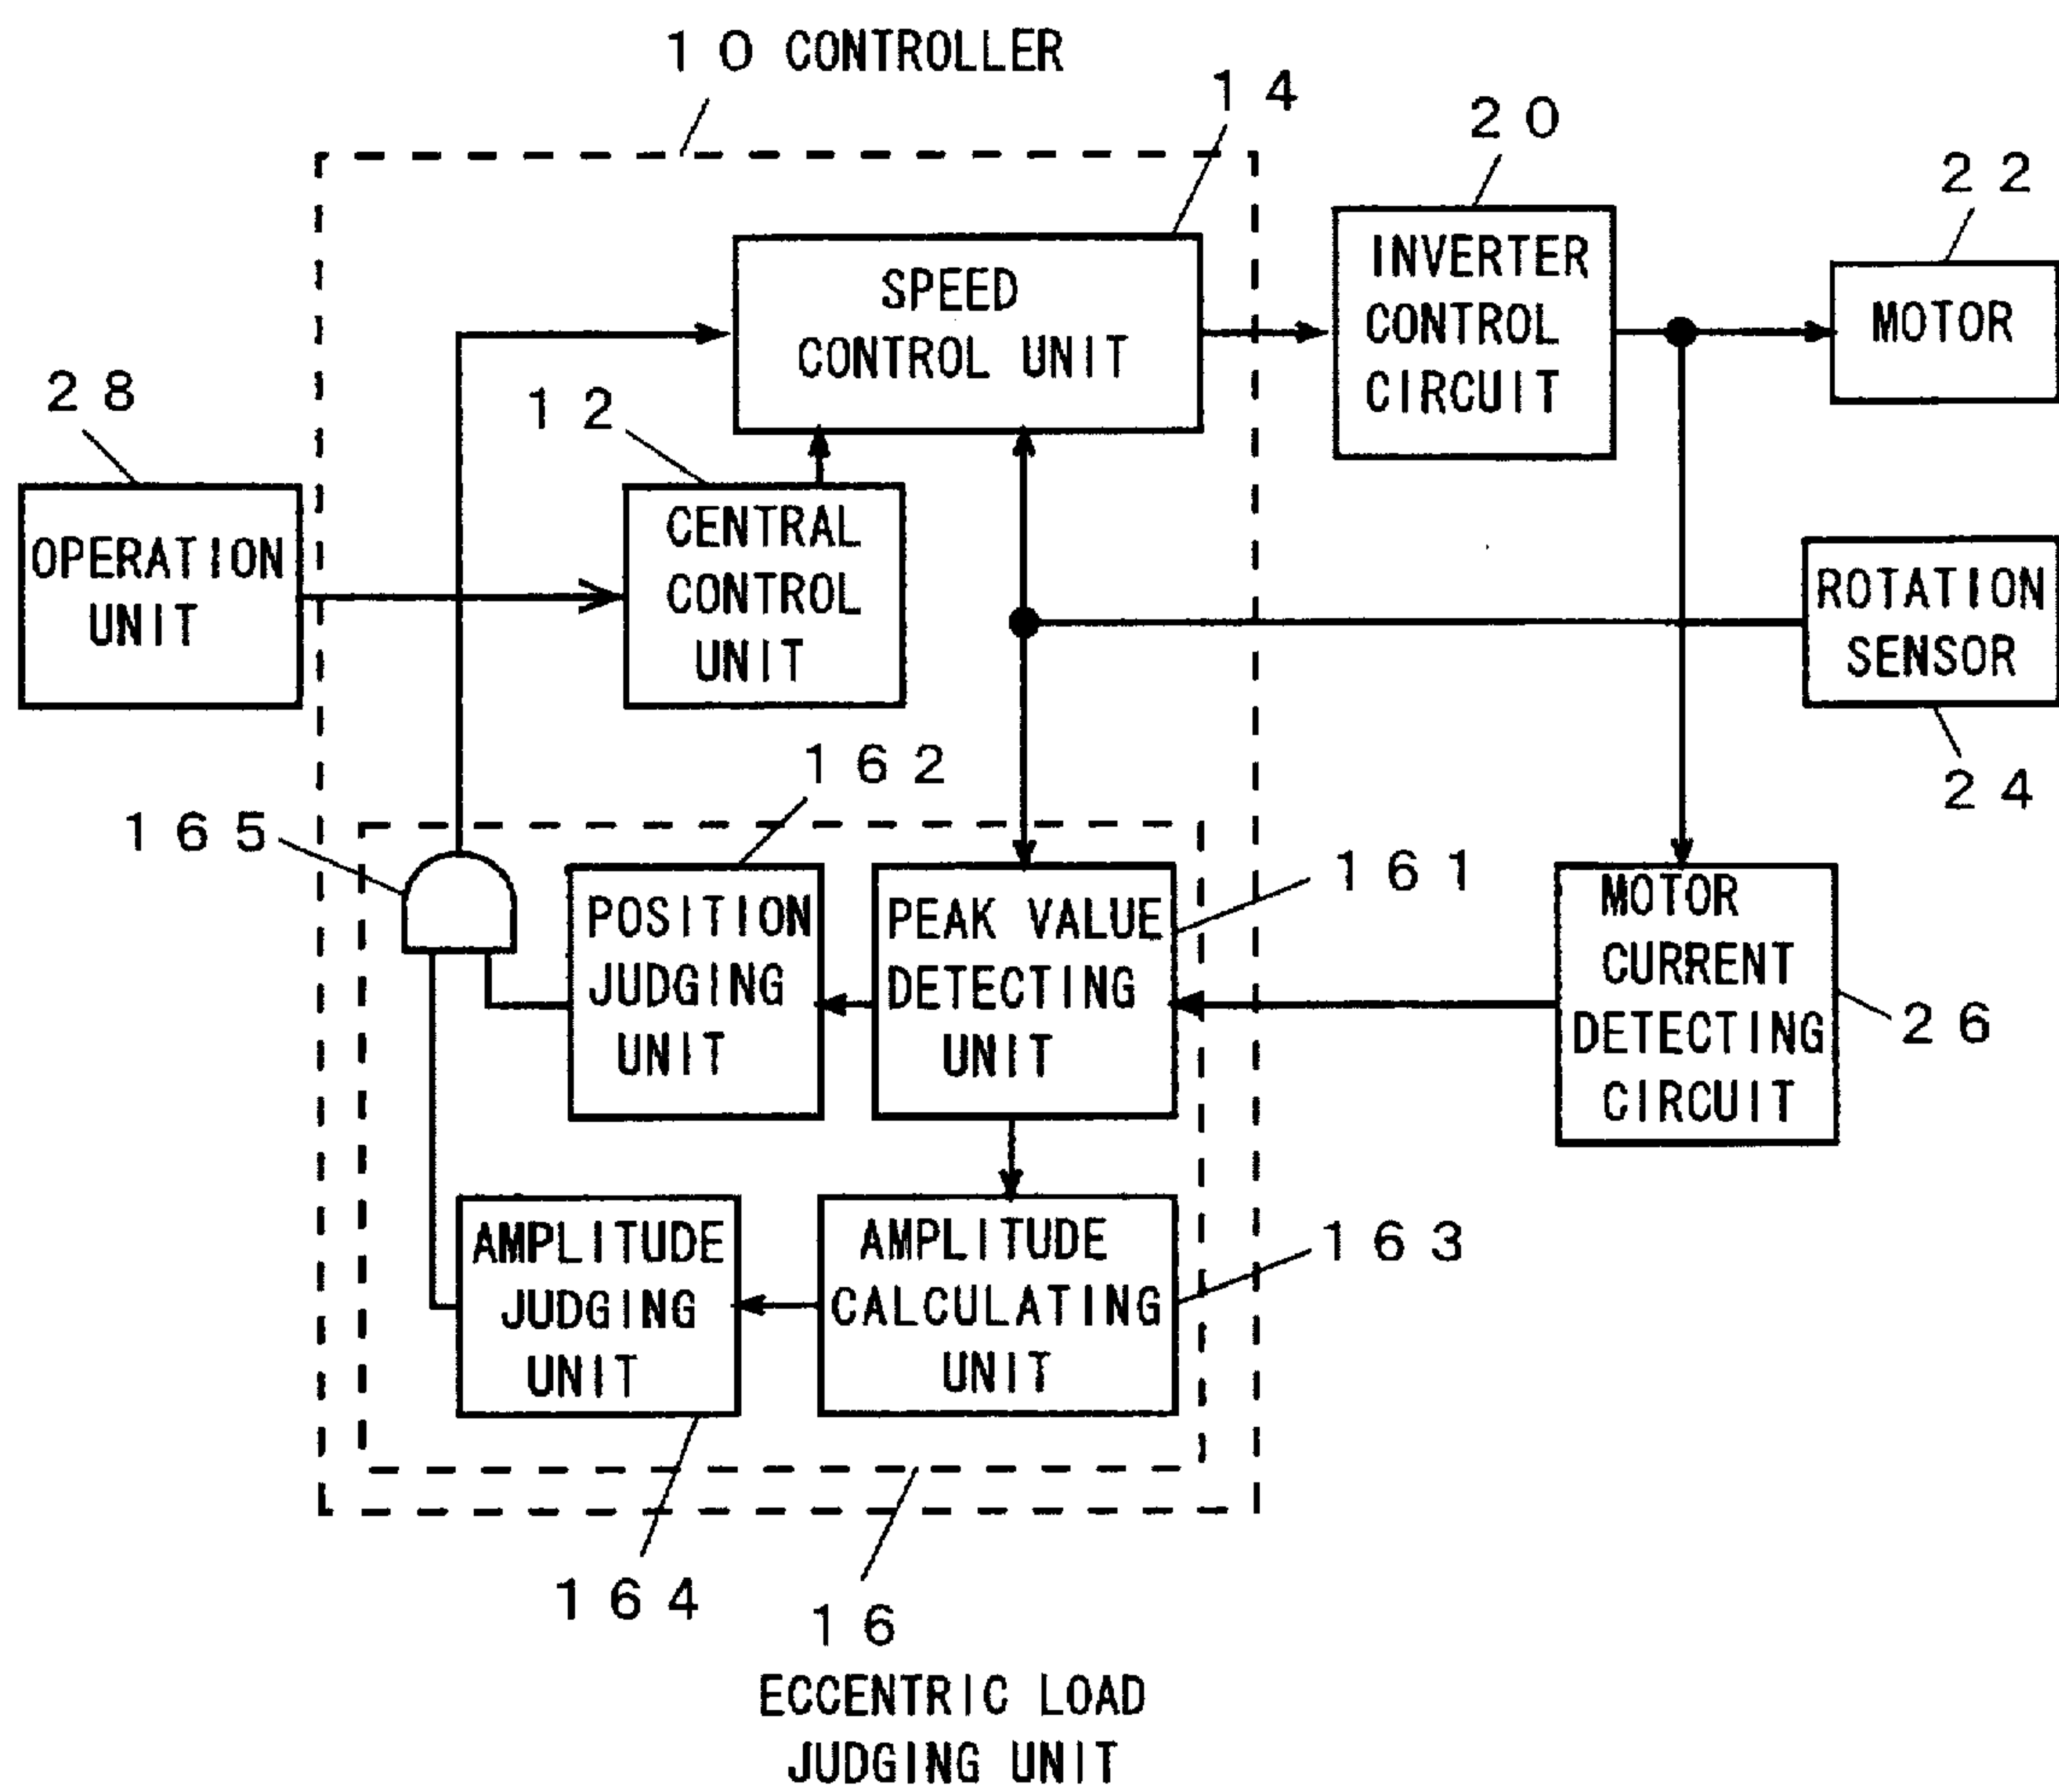 10 CONTROLLER
14
20
22
SPEED
CONTROL UNIT
INVERTER
CONTROL
CIRCUIT
MOTOR
28
12
OPERATION
UNIT
CENTRAL
CONTROL
UNIT
ROTATION
SENSOR
24
162
165
161
POSITION
JUDGING
UNIT
PEAK VALUE
DETECTING
UNIT
MOTOR
CURRENT
DETECTING
CIRCUIT
26
AMPLITUDE
JUDGING
UNIT
AMPLITUDE
CALCULATING
UNIT
163
164
16
ECCENTRIC LOAD
JUDGING UNIT